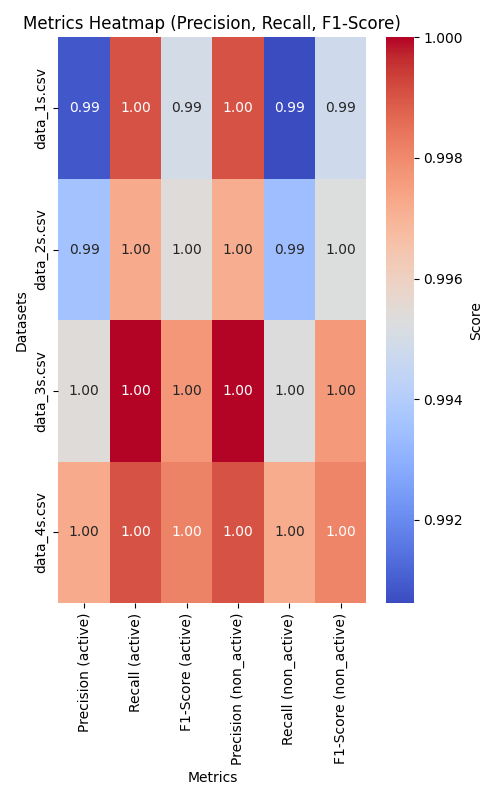 Metrics Heatmap (Precision, Recall, F1-Score)
Datasets
data_1s.csv
0.99 1.00 0.99 1.00 0.99 0.99
data_2s.csv
0.99 1.00 1.00 1.00 0.99 1.00
data_3s.csv
1.00 1.00 1.00 1.00 1.00 1.00
data_4s.csv
1.00 1.00 1.00 1.00 1.00 1.00
Precision (active)
Recall (active)
F1-Score (active)
Precision (non_active)
Recall (non_active)
F1-Score (non_active)
Metrics
1.000
0.998
0.996
0.994
0.992
Score